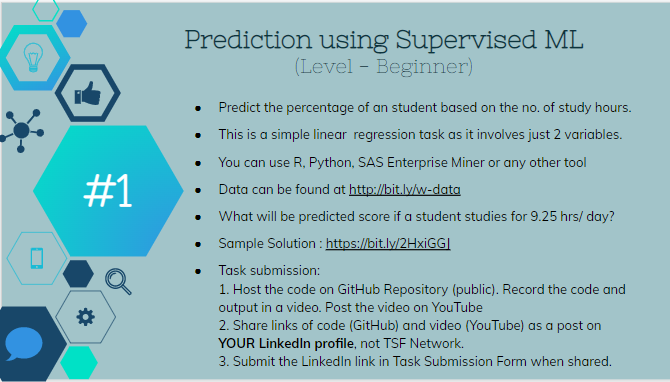 Prediction using Supervised ML
(Level - Beginner)
#1
● Predict the percentage of an student based on the no. of study hours.
● This is a simple linear regression task as it involves just 2 variables.
● You can use R, Python, SAS Enterprise Miner or any other tool
● Data can be found at http://bit.ly/w-data
● What will be predicted score if a student studies for 9.25 hrs/ day?
● Sample Solution : https://bit.ly/2HxiGGJ
● Task submission:
1. Host the code on GitHub Repository (public). Record the code and
output in a video. Post the video on YouTube
2. Share links of code (GitHub) and video (YouTube) as a post on
YOUR LinkedIn profile, not TSF Network.
3. Submit the LinkedIn link in Task Submission Form when shared.